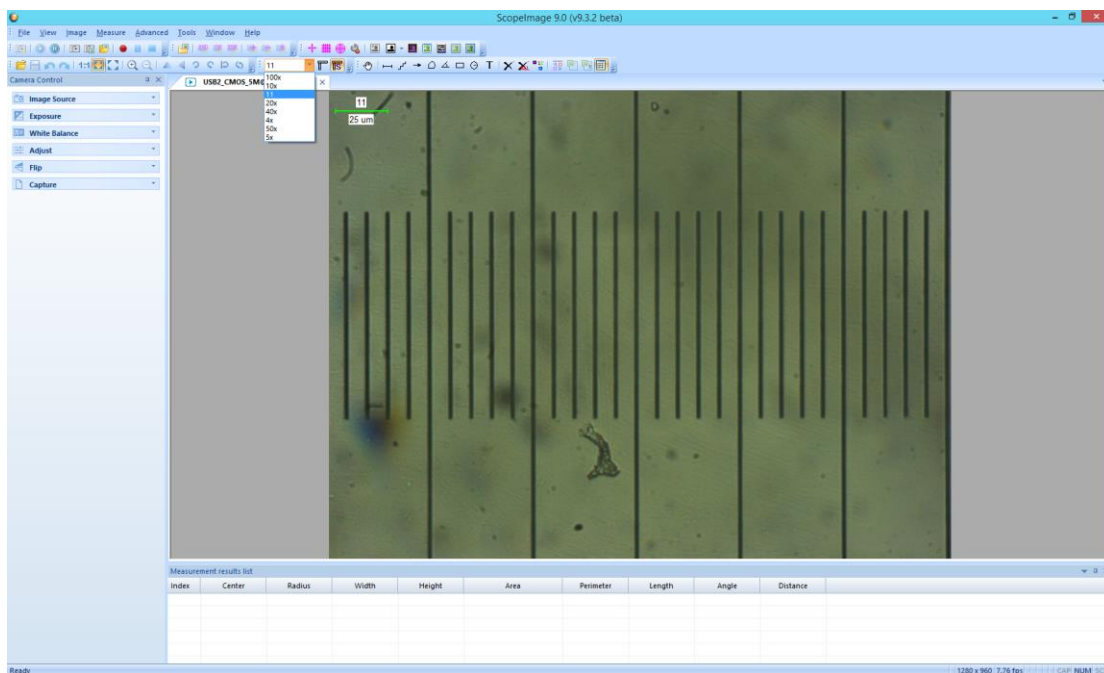 ScopeImage 9.0 (v9.3.2 beta)
File View Image Measure Advanced Tools Window Help
1:1
11
T
Camera Control
USB2_CMOS_5M
100x
10x
11
20x
40x
4x
50x
5x
Image Source
Exposure
White Balance
Adjust
Flip
Capture
11
25 um
Measurement results list
Index Center Radius Width Height Area Perimeter Length Angle Distance
Ready
1280 x 960 7.76 fps CAP NUM